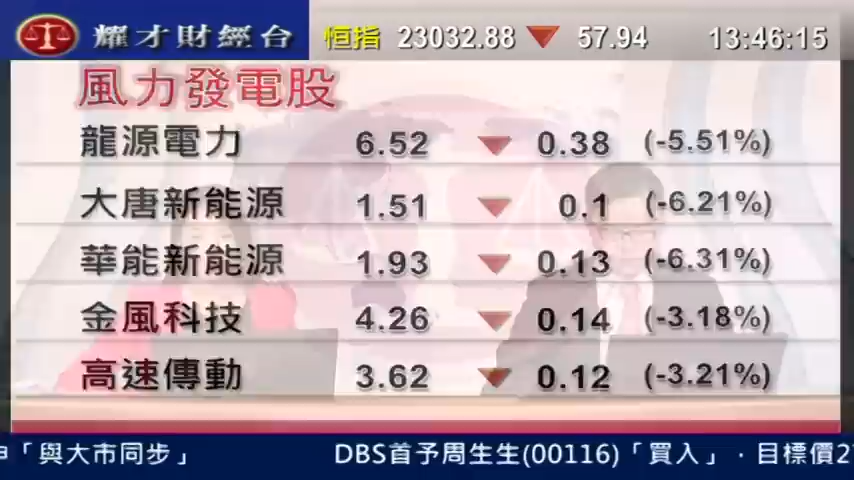 耀才財經台 恒指 23032.88 ▼ 57.94 13:46:15
風力發電股
龍源電力 6.52 ▼ 0.38 (-5.51%)
大唐新能源 1.51 ▼ 0.1 (-6.21%)
華能新能源 1.93 ▼ 0.13 (-6.31%)
金風科技 4.26 ▼ 0.14 (-3.18%)
高速傳動 3.62 ▼ 0.12 (-3.21%)
「與大市同步」 DBS首予周生生(00116)「買入」﹐目標價2